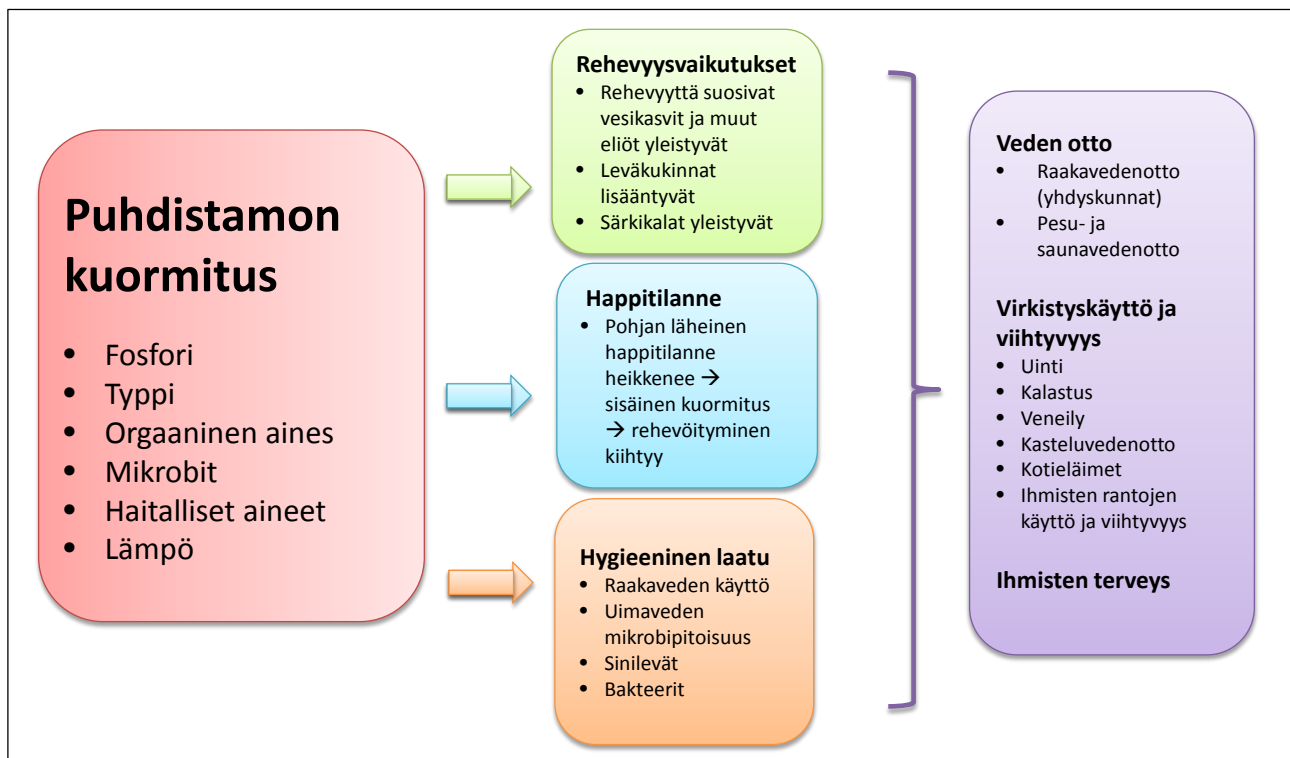 Puhdistamon
kuormitus
• Fosfori
• Typpi
• Orgaaninen aines
• Mikrobit
• Haitalliset aineet
• Lämpö
Rehevyysvaikutukset
• Rehevyyttä suosivat
vesikasvit ja muut
eliöt yleistyvät
• Leväkukinnat
lisääntyvät
• Särkikalat yleistyvät
Happitilanne
• Pohjan läheinen
happitilanne
heikkenee →
sisäinen kuormitus
→ rehevöityminen
kiihtyy
Hygieeninen laatu
• Raakaveden käyttö
• Uimaveden
mikrobipitoisuus
• Sinilevät
• Bakteerit
Veden otto
• Raakavedenotto
(yhdyskunnat)
• Pesu- ja
saunavedenotto
Virkistyskäyttö ja
viihtyvyys
• Uinti
• Kalastus
• Veneily
• Kasteluvedenotto
• Kotieläimet
• Ihmisten rantojen
käyttö ja viihtyvyys
Ihmisten terveys